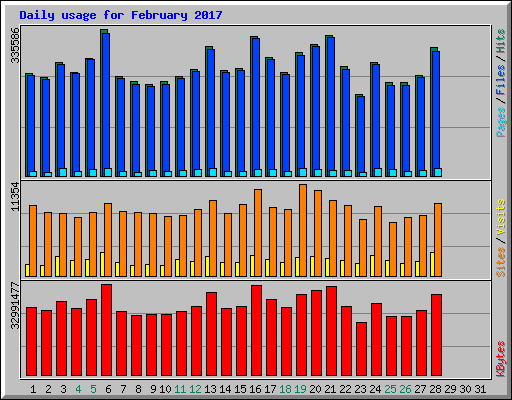 Daily usage for February 2017
335586
Pages / Files / Hits
11354
Sites / Visits
32991477
KBytes
1 2 3 4 5 6 7 8 9 10 11 12 13 14 15 16 17 18 19 20 21 22 23 24 25 26 27 28 29 30 31